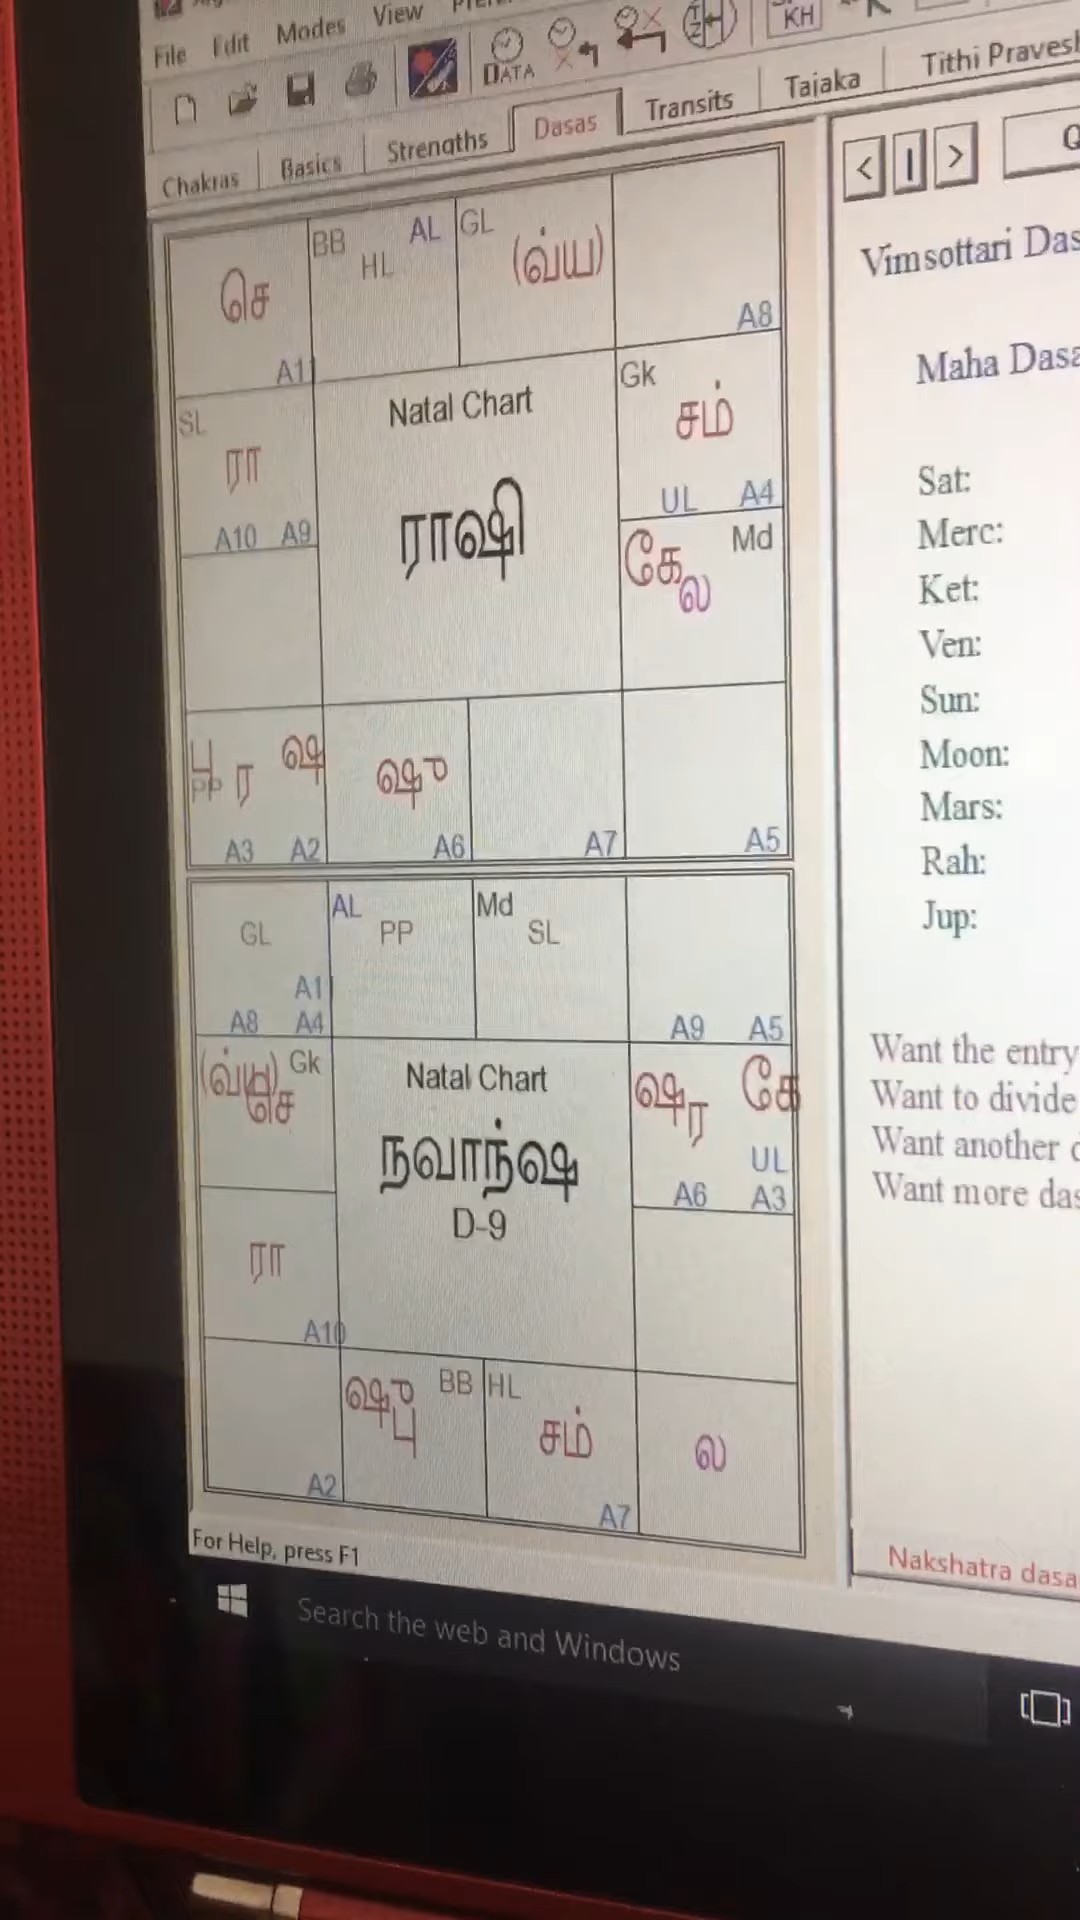 File Edit Modes View
DATA
KH
Chakras Basics Strengths Dasas Transits Tajaka Tithi Pravesh
செ
A11
BB HL AL
GL (வ்ய)
A8
SL ரா
A10 A9
Natal Chart
ராஷி
Gk சம்
UL A4
கே ல Md
ர ஷ
A3 A2
ஷு
A6
A7
A5
GL
A8 A4
AL PP
Md SL
A9 A5
செ Gk
Natal Chart
நவாந்ஷ
D-9
ஷ ர கே
UL
A6 A3
ரா
A10
A2
பு BB
HL சம்
A7
ல
< | >
Vimsottari
Maha Dasa
Sat:
Merc:
Ket:
Ven:
Sun:
Moon:
Mars:
Rah:
Jup:
Want the entry
Want to divide
Want another
Want more
Nakshatra dasa
For Help, press F1
Search the web and Windows